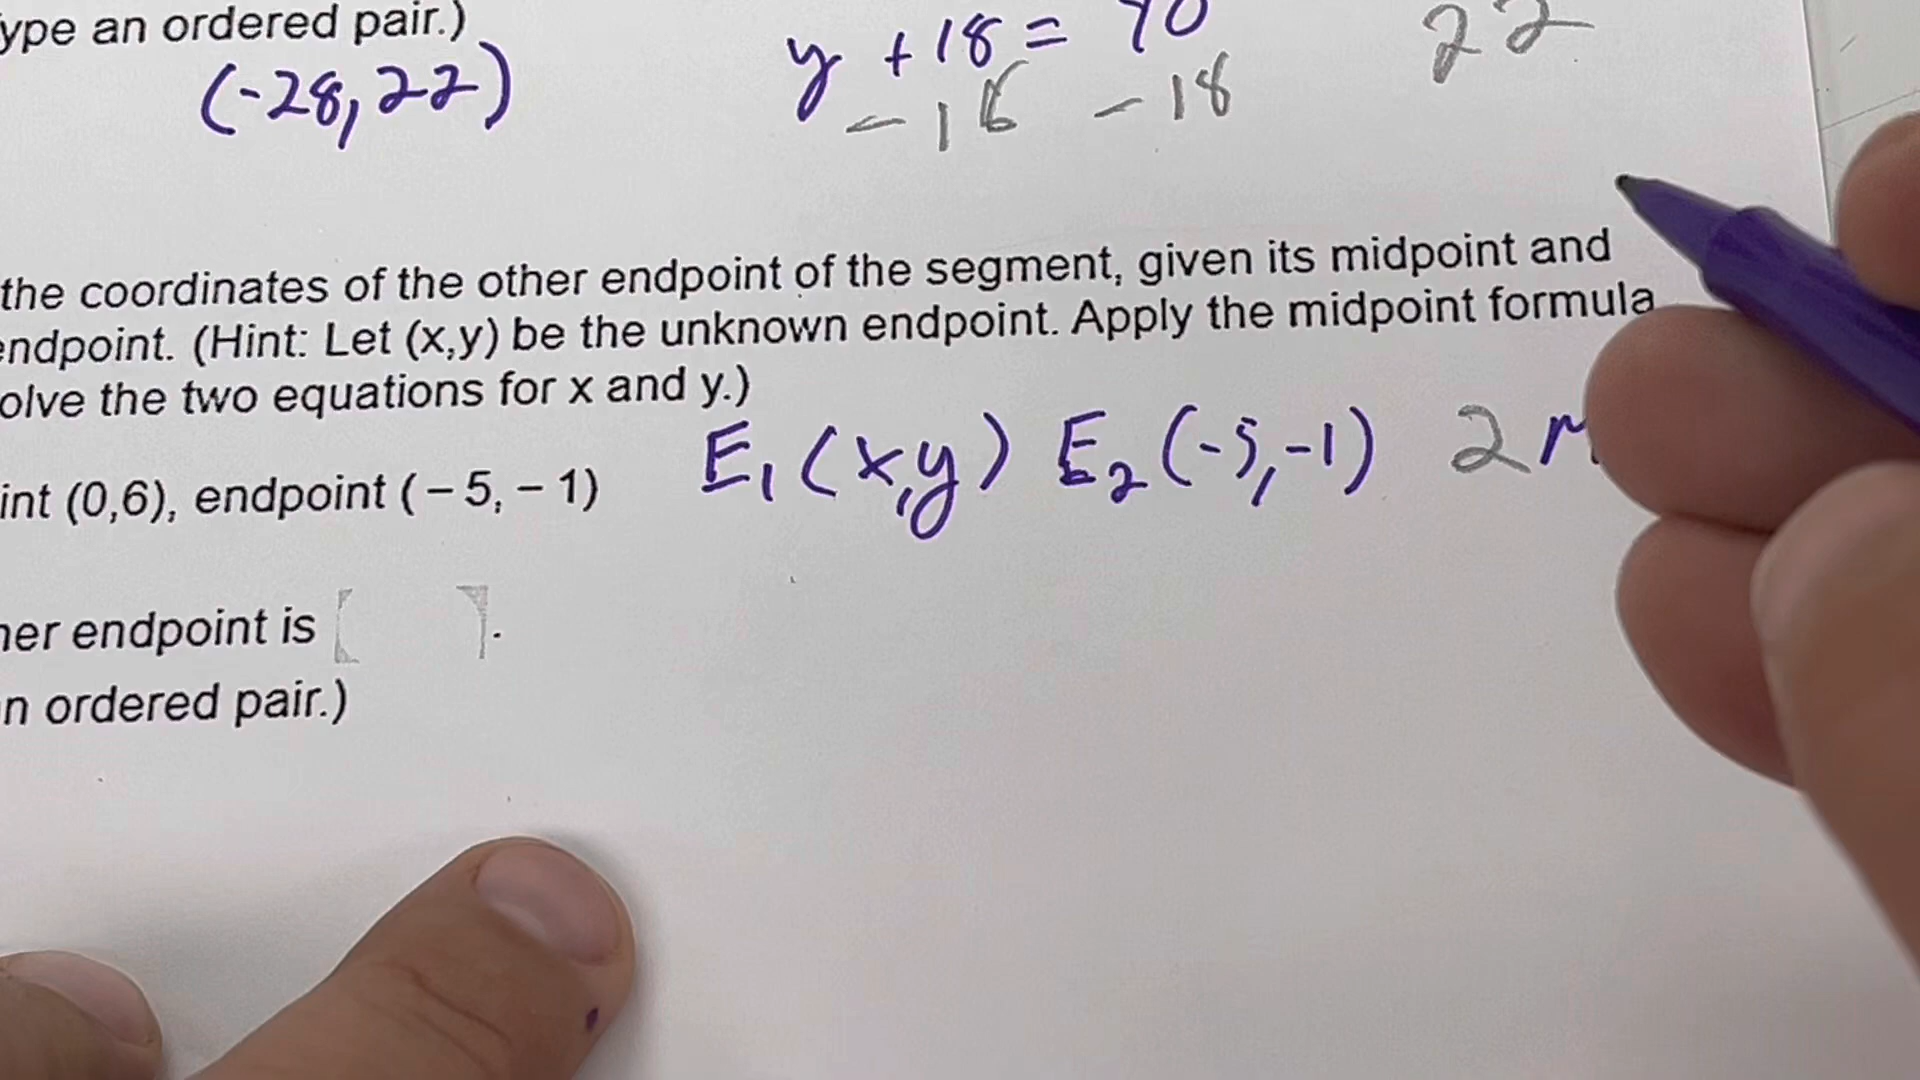 ype an ordered pair.)
(-28, 22)
y + 18 = 40
22
- 18 - 18
the coordinates of the other endpoint of the segment, given its midpoint and
endpoint. (Hint: Let (x,y) be the unknown endpoint. Apply the midpoint formula
olve the two equations for x and y.)
E₁ (x,y) E₂ (-5,-1) 2
int (0,6), endpoint (– 5, – 1)
her endpoint is [ ].
n ordered pair.)